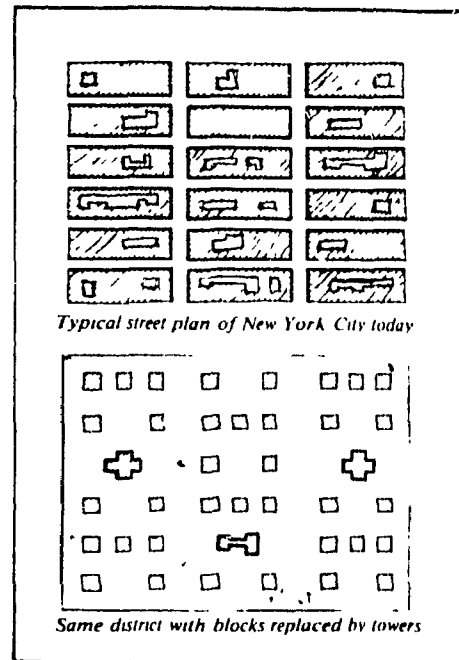 Typical street plan of New York City today
Same district with blocks replaced by towers